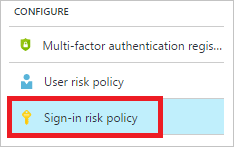 CONFIGURE
Multi-factor authentication regis...
User risk policy
Sign-in risk policy